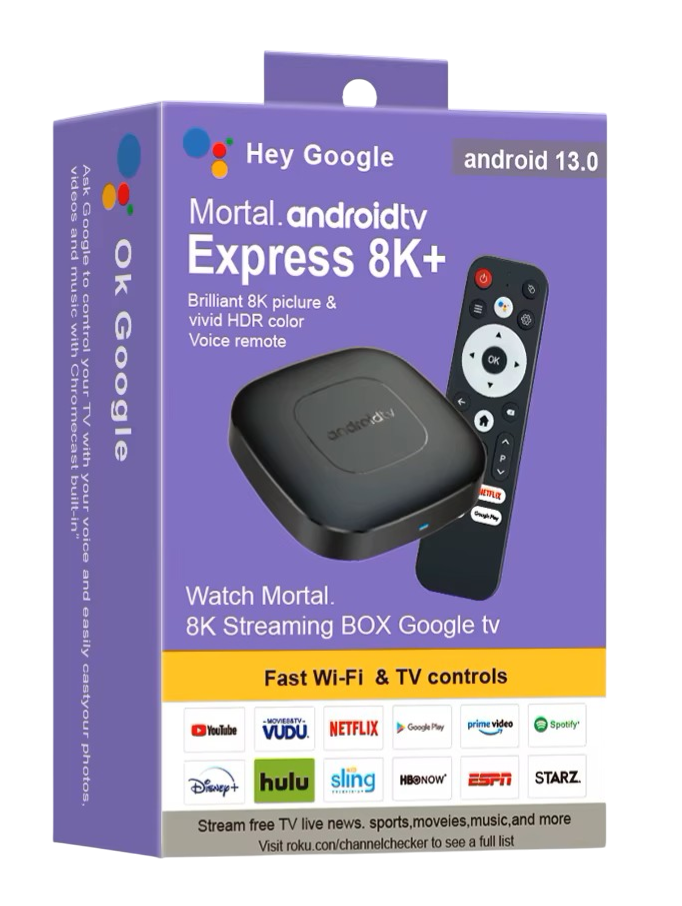 Hey Google
android 13.0
Mortal.androidtv
Express 8K+
Brilliant 8K piclure &
vivid HDR color
Voice remote
androidtv
OK
P
NETFLIX
Google Play
Watch Mortal.
8K Streaming BOX Google tv
Fast Wi-Fi & TV controls
YouTube
MOVIES&TV
VUDU
NETFLIX
Google Play
prime video
Spotify
Disney+
hulu
sling
HBONOW
ESPN
STARZ.
Stream free TV live news. sports,moveies,music,and more
Visit roku.con/channelchecker to see a full list
Ok Google
Ask Google to control your TV with your voice and easily castyour photos.
videos and music with Chromecast built-in"